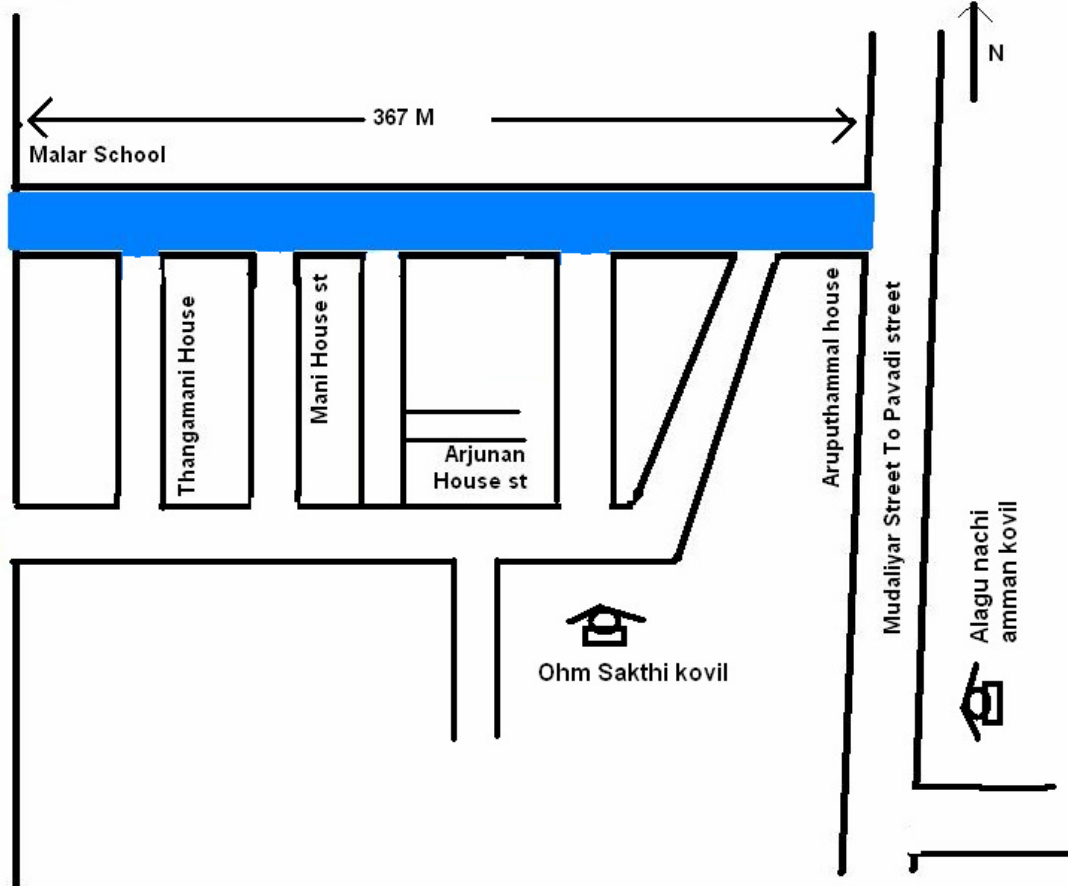 N
367 M
Malar School
Thangamani House
Mani House st
Arjunan
House st
Aruputhammal house
Mudaliyar Street To Pavadi street
Alagu nachi
amman kovil
Ohm Sakthi kovil